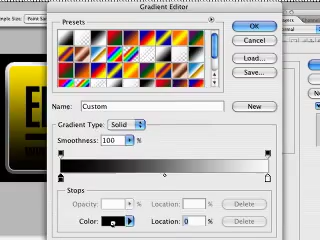 Gradient Editor
Presets
OK
Cancel
Load...
Save...
Name: Custom
New
Gradient Type: Solid
Smoothness: 100 %
Stops
Opacity: % Location: % Delete
Color: Location: 0 % Delete